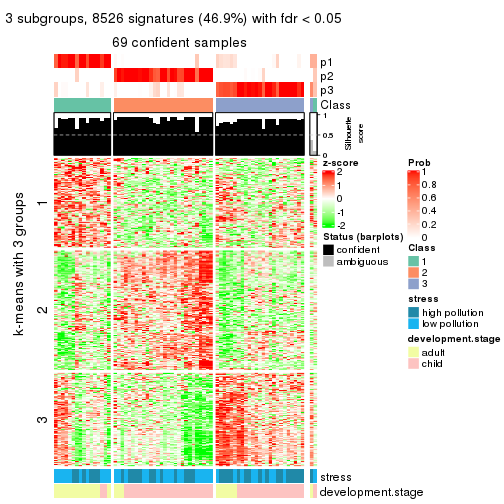 3 subgroups, 8526 signatures (46.9%) with fdr < 0.05
69 confident samples
p1
p2
p3
Class
1
0.5
0
Silhouette
score
k-means with 3 groups
1
2
3
stress
development.stage
z-score
2
1
0
-1
-2
Status (barplots)
confident
ambiguous
Prob
1
0.8
0.6
0.4
0.2
0
Class
1
2
3
stress
high pollution
low pollution
development.stage
adult
child